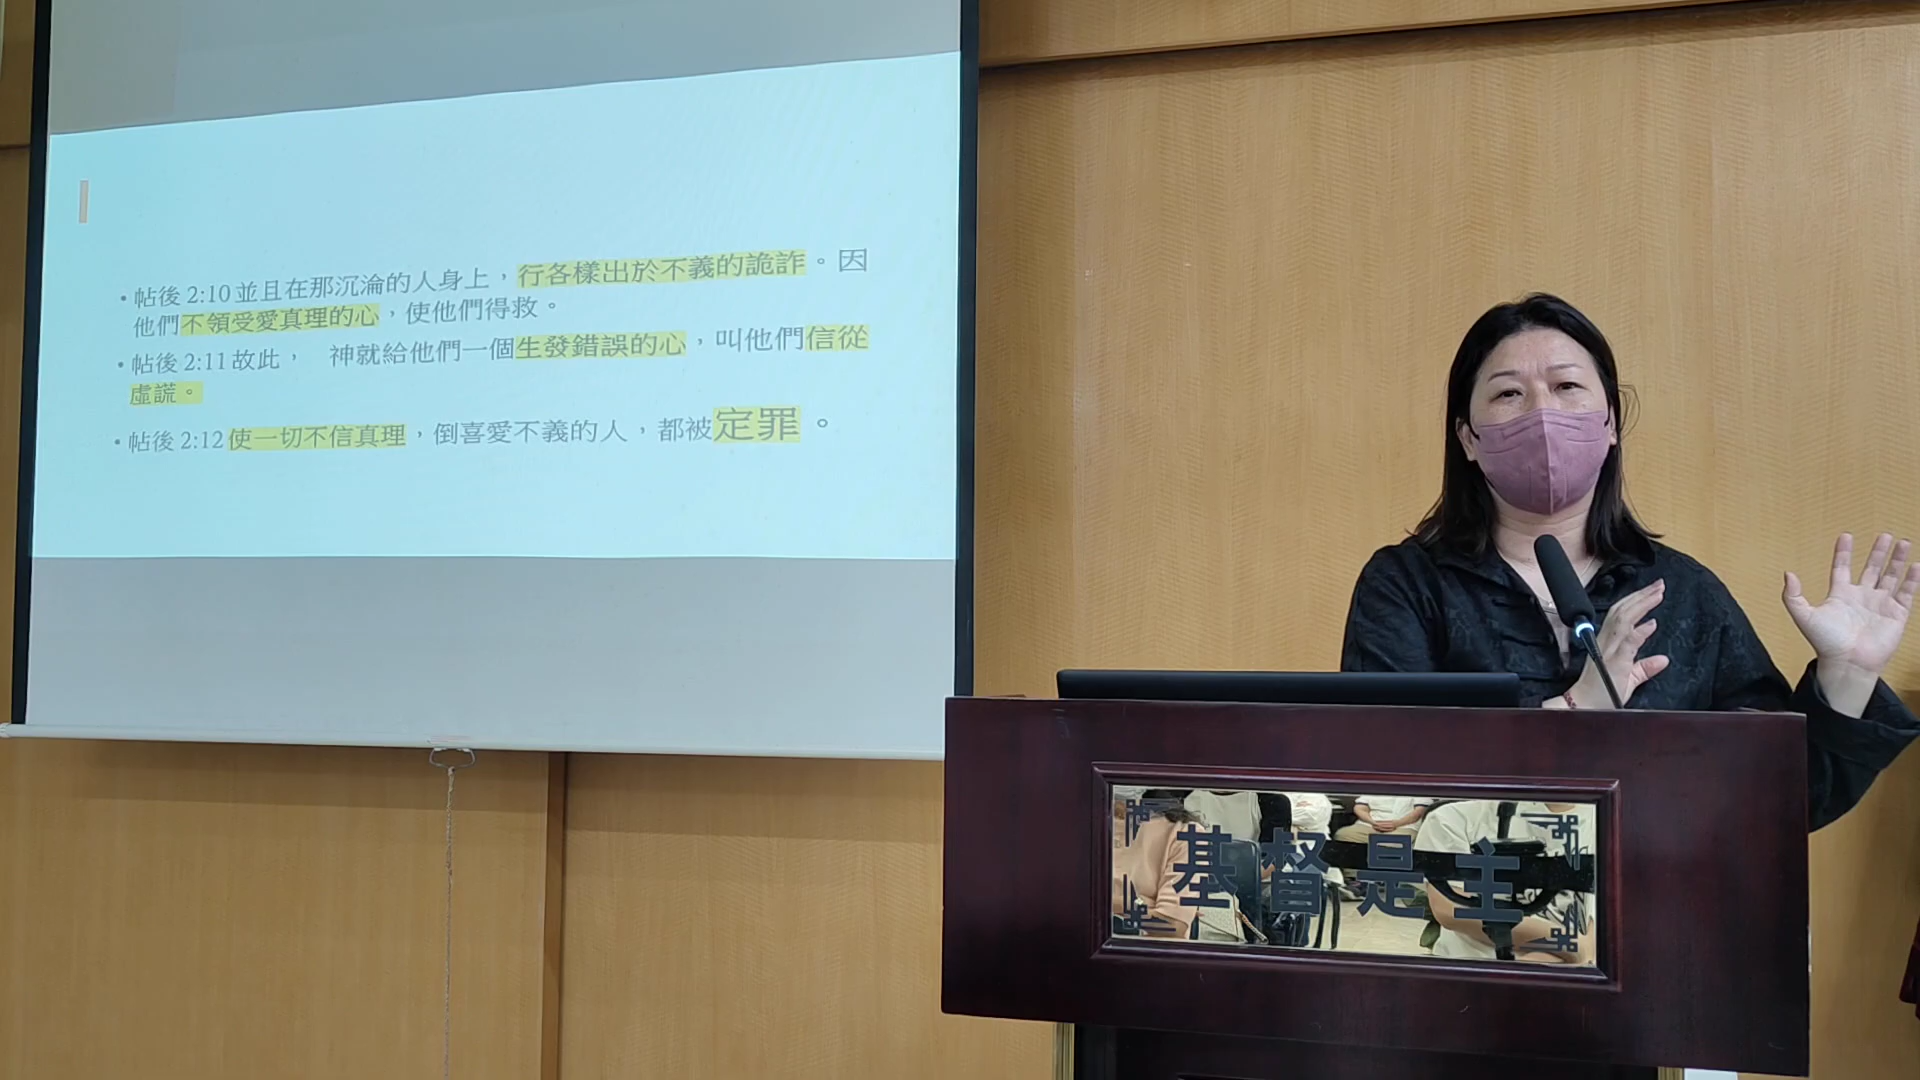 • 帖後 2:10 並且在那沉淪的人身上，行各樣出於不義的詭詐。因
他們不領受愛真理的心，使他們得救。
• 帖後 2:11 故此，　神就給他們一個生發錯誤的心，叫他們信從
虛謊。
• 帖後 2:12 使一切不信真理，倒喜愛不義的人，都被定罪。
基督是主